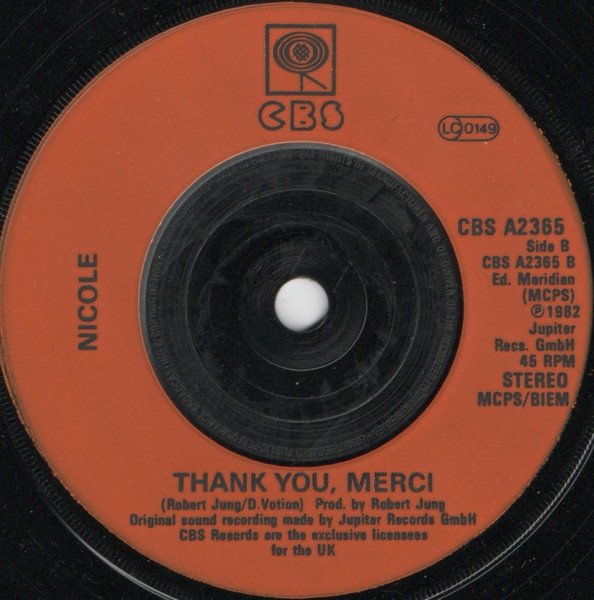 CBS
LC 0149
NICOLE
CBS A2365
Side B
CBS A2365 B
Ed. Meridian
(MCPS)
℗ 1982
Jupiter
Recs. GmbH
45 RPM
STEREO
MCPS/BIEM
THANK YOU, MERCI
(Robert Jung/D.Votion) Prod. by Robert Jung
Original sound recording made by Jupiter Records GmbH
CBS Records are the exclusive licensees
for the UK